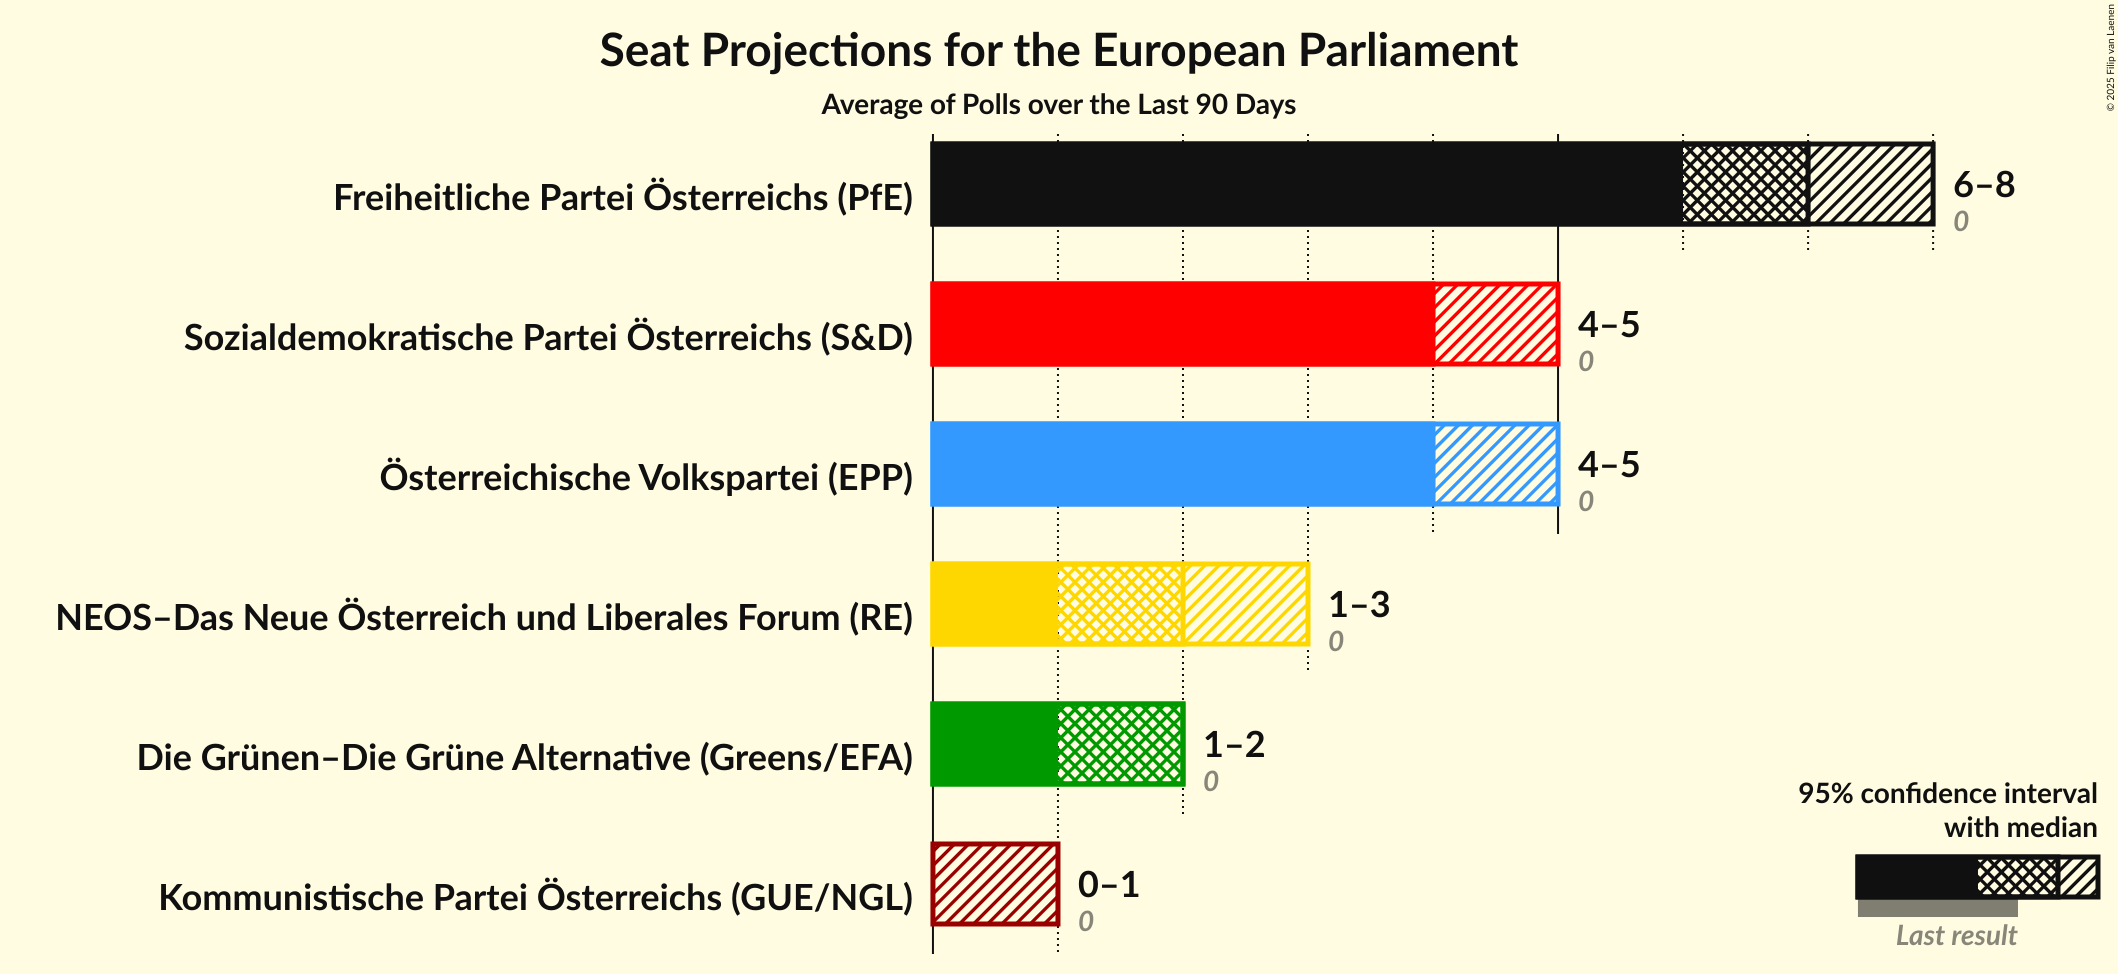 Seat Projections for the European Parliament
Average of Polls over the Last 90 Days
© 2025 Filip van Laenen
Freiheitliche Partei Österreichs (PfE)
6–8
0
Sozialdemokratische Partei Österreichs (S&D)
4–5
0
Österreichische Volkspartei (EPP)
4–5
0
NEOS–Das Neue Österreich und Liberales Forum (RE)
1–3
0
Die Grünen–Die Grüne Alternative (Greens/EFA)
1–2
0
Kommunistische Partei Österreichs (GUE/NGL)
0–1
0
95% confidence interval
with median
Last result